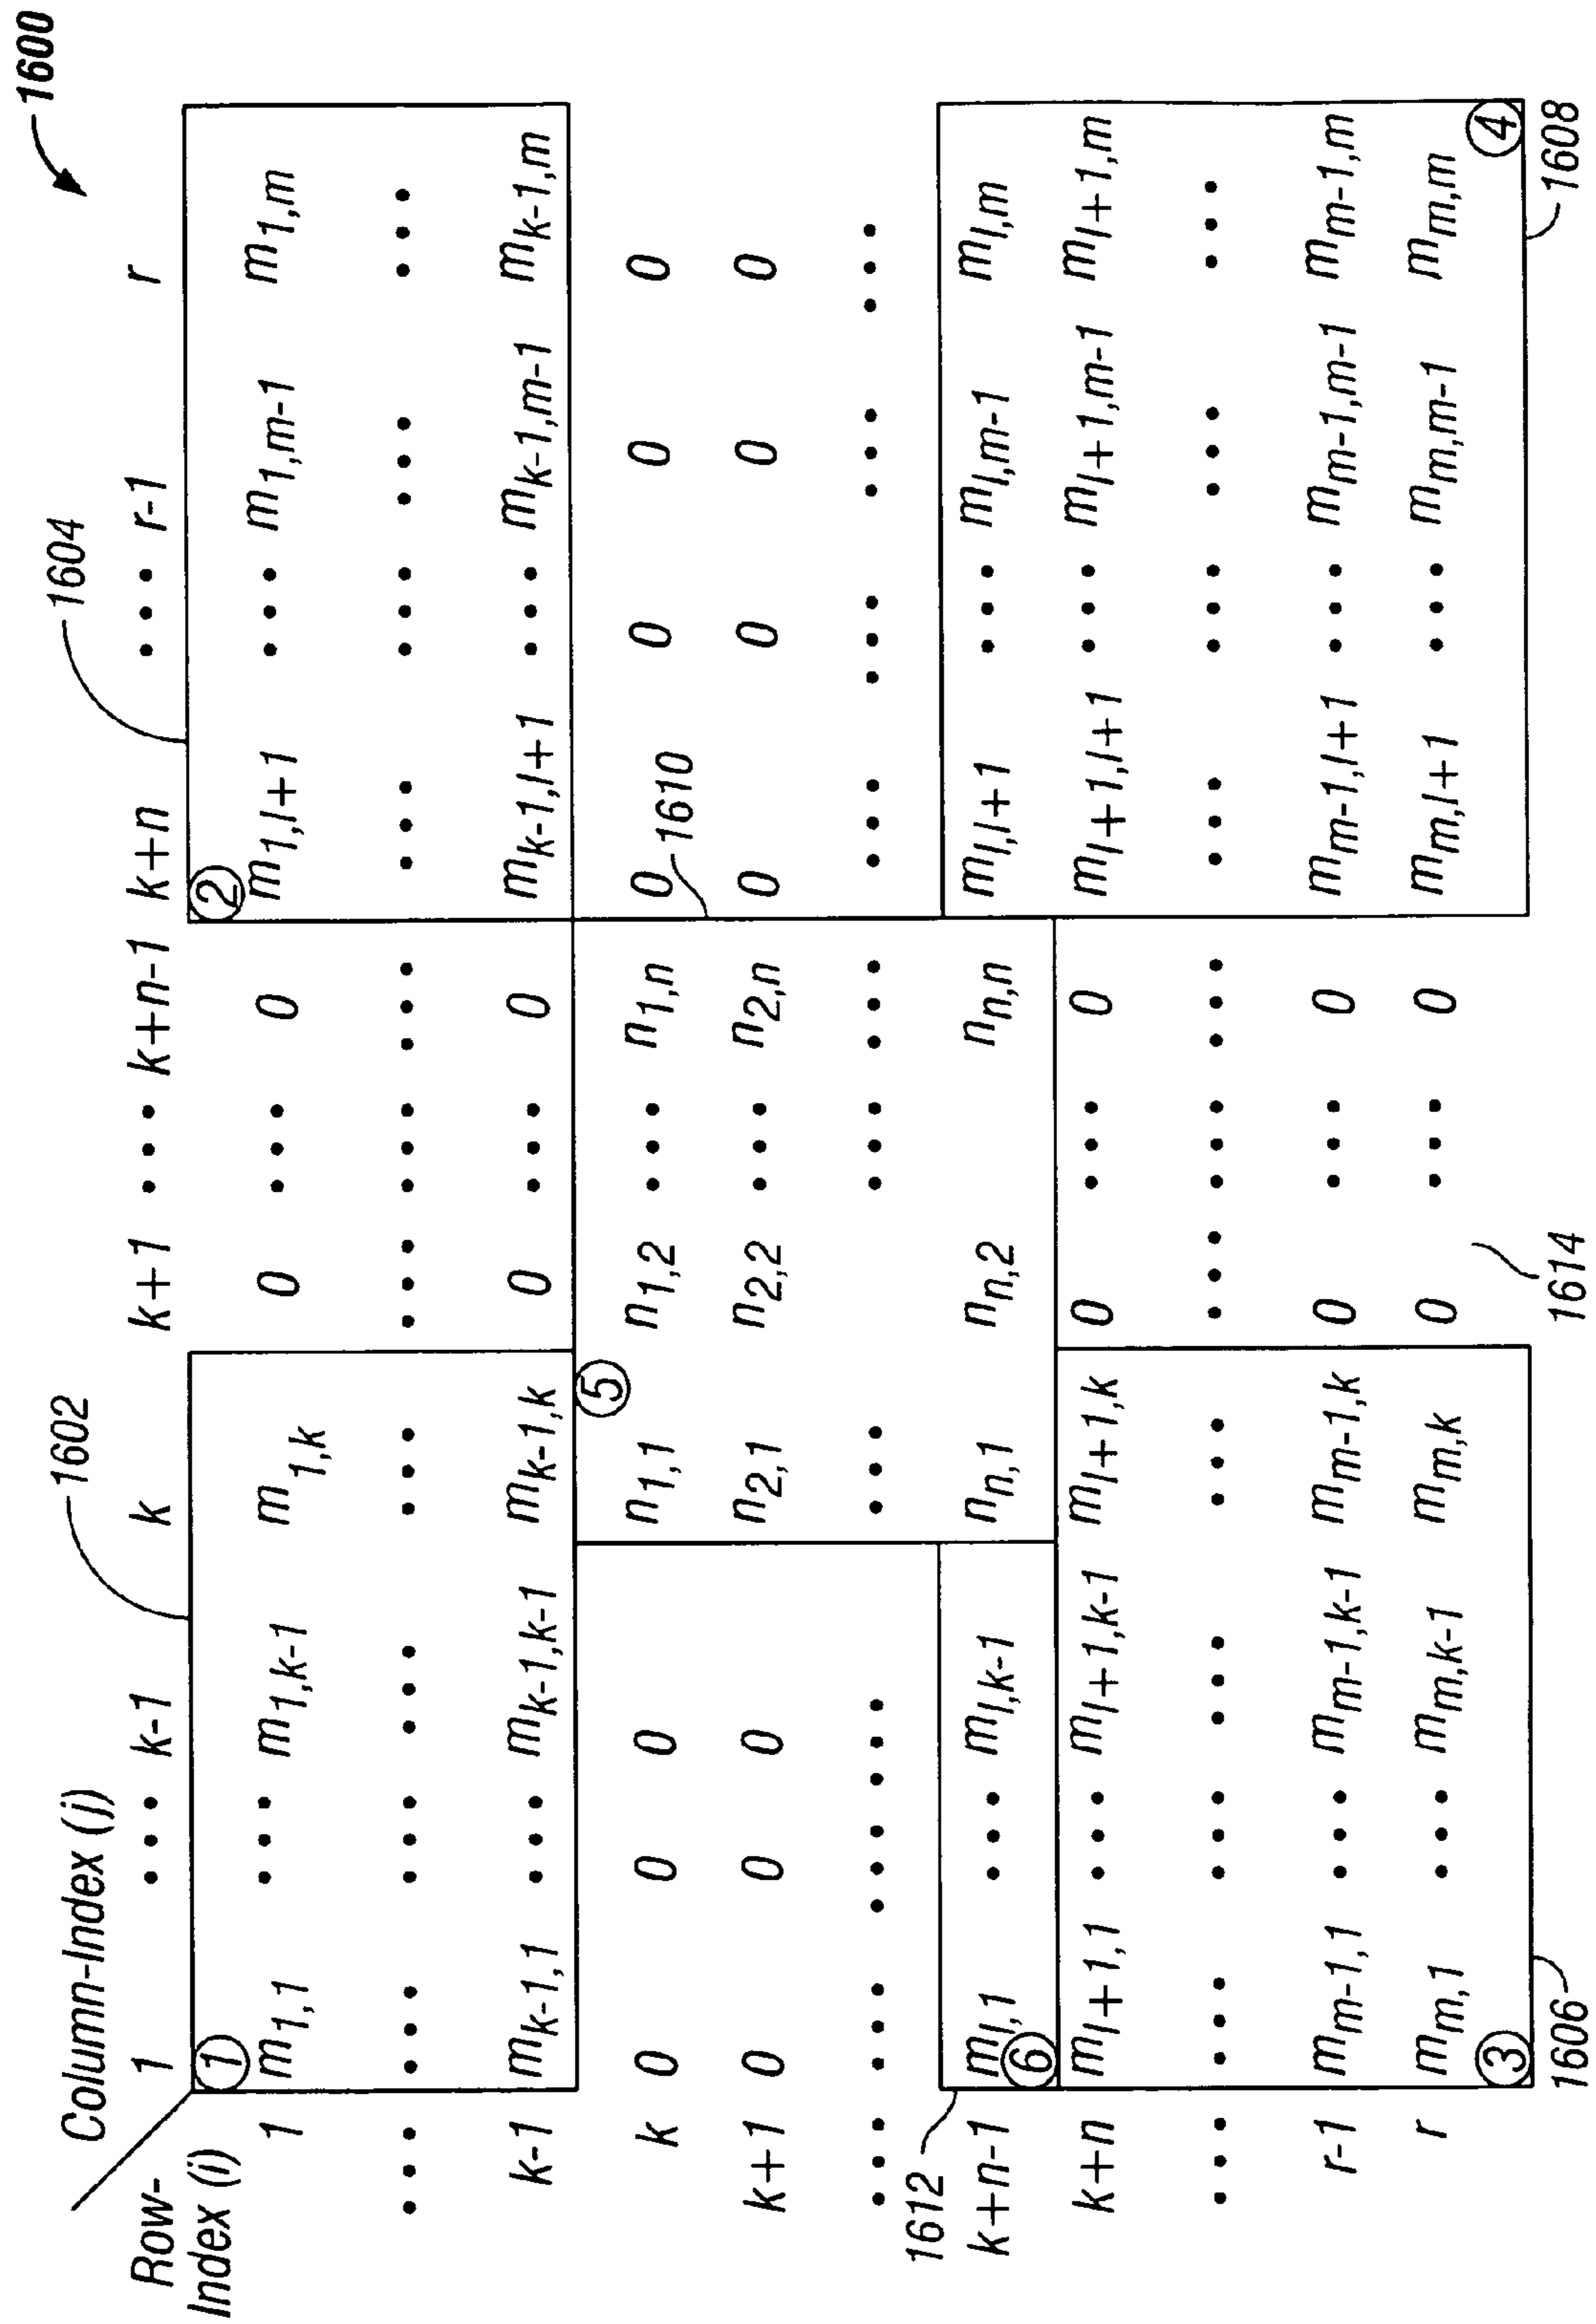 1600
1602
1604
Column-Index (j)
Row-Index (i)
1 ••• k-1 k k+1 ••• k+n-1 k+n ••• r-1 r
① ②
1 m1,1 ••• m1,k-1 m1,k 0 ••• 0 m1,l+1 ••• m1,m-1 m1,m
••• ••• ••• ••• ••• ••• ••• ••• ••• ••• ••• •••
k-1 mk-1,1 ••• mk-1,k-1 mk-1,k 0 ••• 0 mk-1,l+1 ••• mk-1,m-1 mk-1,m
⑤
k 0 0 0 n1,1 n1,2 ••• n1,n 0 0 0 0
1610
k+1 0 0 0 n2,1 n2,2 ••• n2,n 0 0 0 0
••• ••• ••• ••• ••• ••• ••• ••• ••• ••• •••
1612
k+n-1 ml,1 ••• ml,k-1 nn,1 nn,2 nn,n ml,l+1 ••• ml,m-1 ml,m
⑥
k+n ml+1,1 ••• ml+1,k-1 ml+1,k 0 ••• 0 ml+1,l+1 ••• ml+1,m-1 ml+1,m
••• ••• ••• ••• ••• ••• ••• ••• ••• ••• ••• •••
r-1 mm-1,1 ••• mm-1,k-1 mm-1,k 0 ••• 0 mm-1,l+1 ••• mm-1,m-1 mm-1,m
r mm,1 ••• mm,k-1 mm,k 0 ••• 0 mm,l+1 ••• mm,m-1 mm,m
③ ④
1606
1614
1608